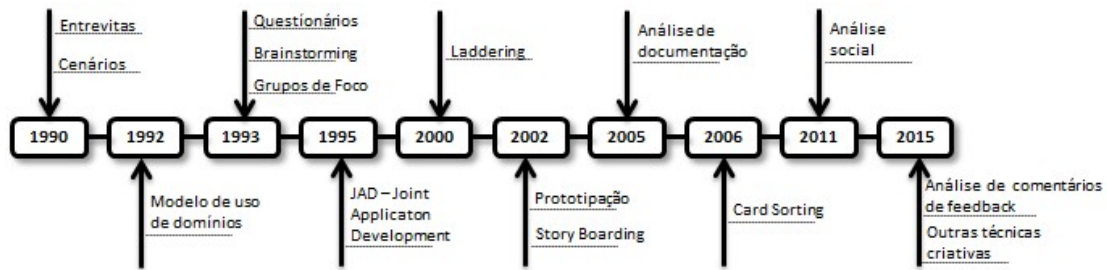 Entrevitas
Cenários
Questionários
Brainstorming
Grupos de Foco
Laddering
Análise de
documentação
Análise
social
1990
1992
1993
1995
2000
2002
2005
2006
2011
2015
Modelo de uso
de domínios
JAD – Joint
Applicaton
Development
Prototipação
Story Boarding
Card Sorting
Análise de comentários
de feedback
Outras técnicas
criativas